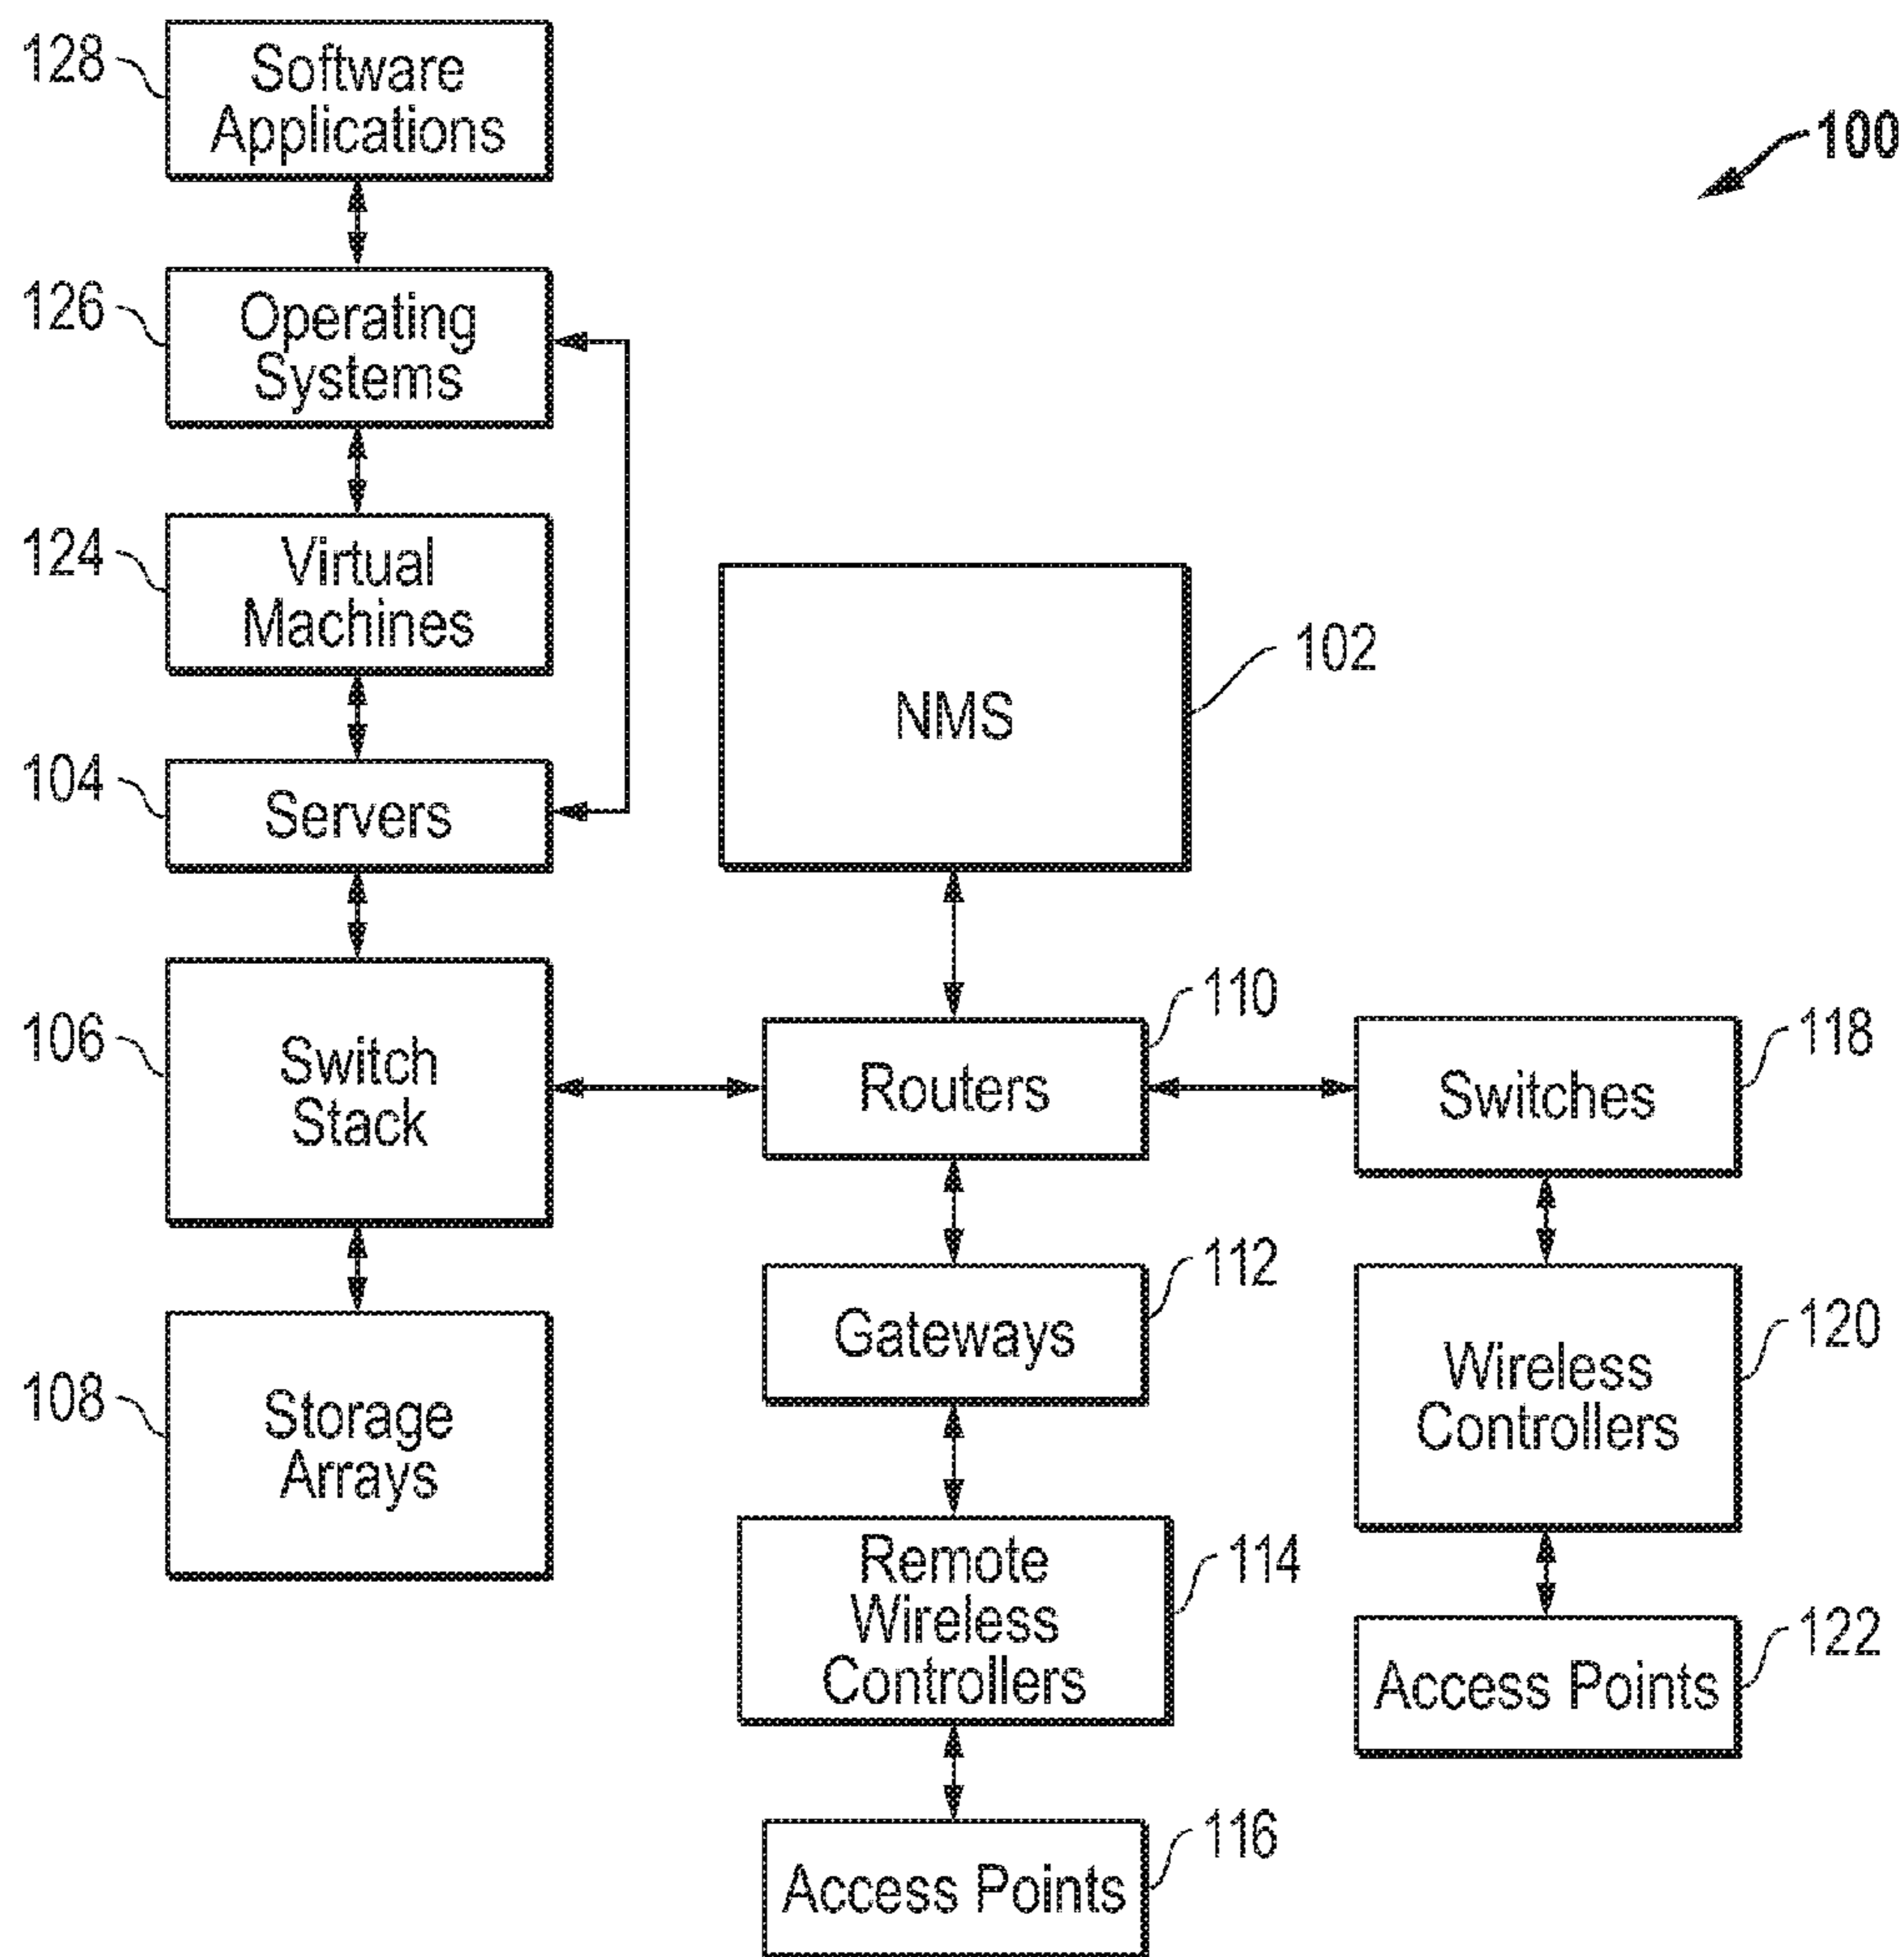 128
Software
Applications
100
126
Operating
Systems
124
Virtual
Machines
102
NMS
104
Servers
106
Switch
Stack
110
Routers
118
Switches
112
Gateways
120
Wireless
Controllers
108
Storage
Arrays
114
Remote
Wireless
Controllers
122
Access Points
116
Access Points